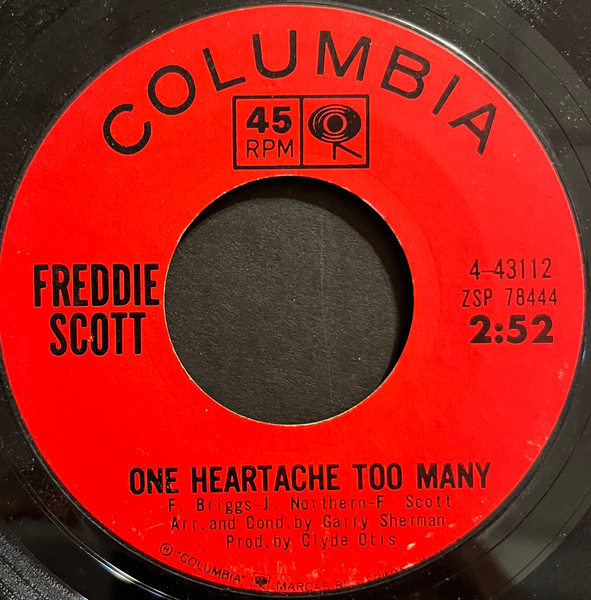 COLUMBIA
45
RPM
FREDDIE
SCOTT
4-43112
ZSP 78444
2:52
ONE HEARTACHE TOO MANY
F. Briggs-J. Northern-F. Scott
Arr.and Cond.by Garry Sherman
Prod.by Clyde Otis
® "COLUMBIA" MARCAS